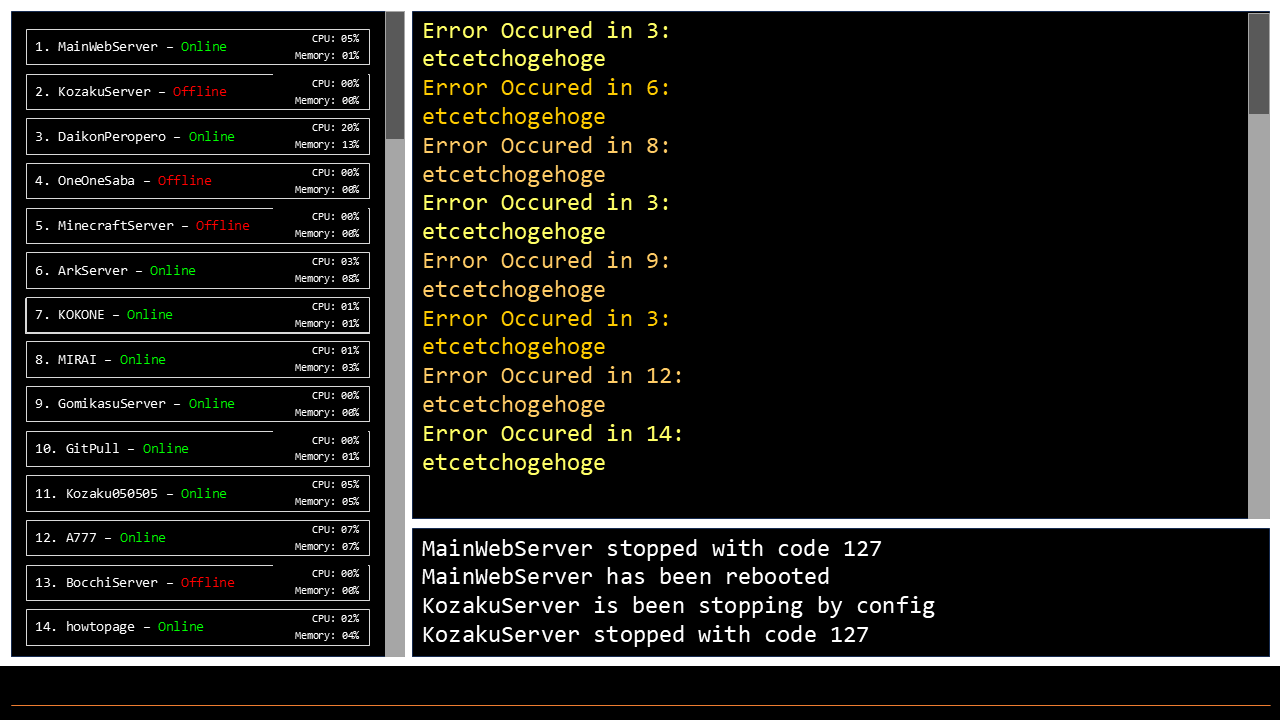 1. MainWebServer – Online
CPU: 05%
Memory: 01%
2. KozakuServer – Offline
CPU: 00%
Memory: 00%
3. DaikonPeropero – Online
CPU: 20%
Memory: 13%
4. OneOneSaba – Offline
CPU: 00%
Memory: 00%
5. MinecraftServer – Offline
CPU: 00%
Memory: 00%
6. ArkServer – Online
CPU: 03%
Memory: 08%
7. KOKONE – Online
CPU: 01%
Memory: 01%
8. MIRAI – Online
CPU: 01%
Memory: 03%
9. GomikasuServer – Online
CPU: 00%
Memory: 00%
10. GitPull – Online
CPU: 00%
Memory: 01%
11. Kozaku050505 – Online
CPU: 05%
Memory: 05%
12. A777 – Online
CPU: 07%
Memory: 07%
13. BocchiServer – Offline
CPU: 00%
Memory: 00%
14. howtopage – Online
CPU: 02%
Memory: 04%
Error Occured in 3:
etcetchogehoge
Error Occured in 6:
etcetchogehoge
Error Occured in 8:
etcetchogehoge
Error Occured in 3:
etcetchogehoge
Error Occured in 9:
etcetchogehoge
Error Occured in 3:
etcetchogehoge
Error Occured in 12:
etcetchogehoge
Error Occured in 14:
etcetchogehoge
MainWebServer stopped with code 127
MainWebServer has been rebooted
KozakuServer is been stopping by config
KozakuServer stopped with code 127